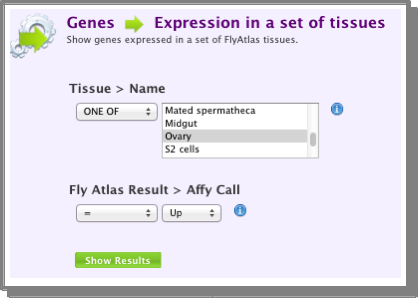 Genes Expression in a set of tissues
Show genes expressed in a set of FlyAtlas tissues.
Tissue > Name
ONE OF
Mated spermatheca
Midgut
Ovary
S2 cells
Fly Atlas Result > Affy Call
= Up
Show Results